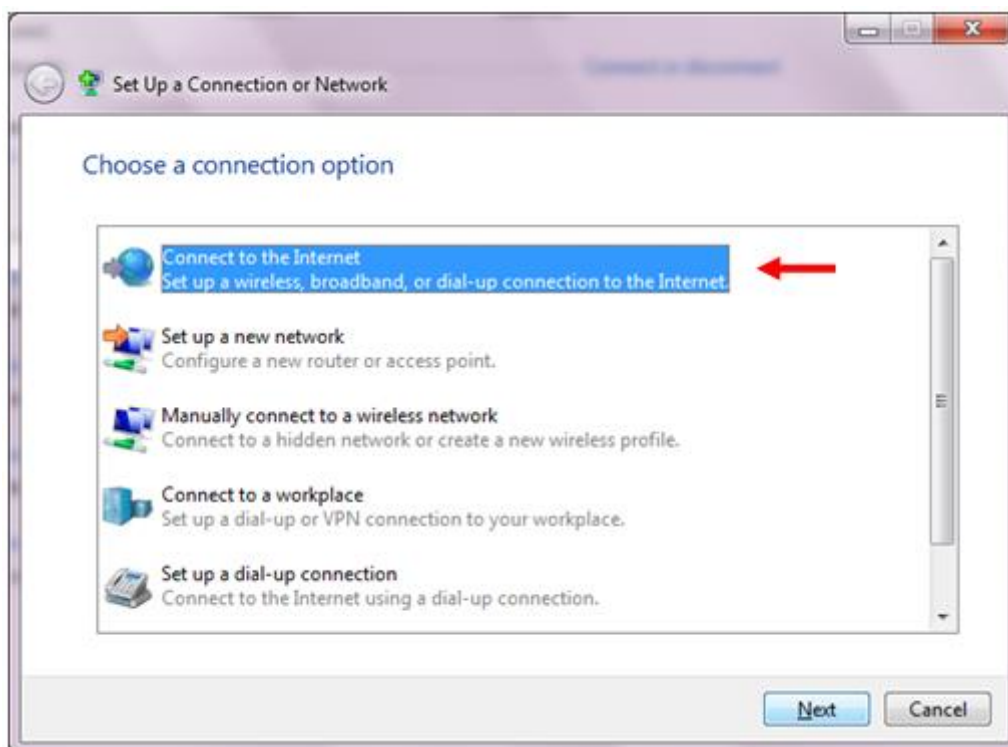 Set Up a Connection or Network
Choose a connection option
Connect to the Internet
Set up a wireless, broadband, or dial-up connection to the Internet.
Set up a new network
Configure a new router or access point.
Manually connect to a wireless network
Connect to a hidden network or create a new wireless profile.
Connect to a workplace
Set up a dial-up or VPN connection to your workplace.
Set up a dial-up connection
Connect to the Internet using a dial-up connection.
Next
Cancel